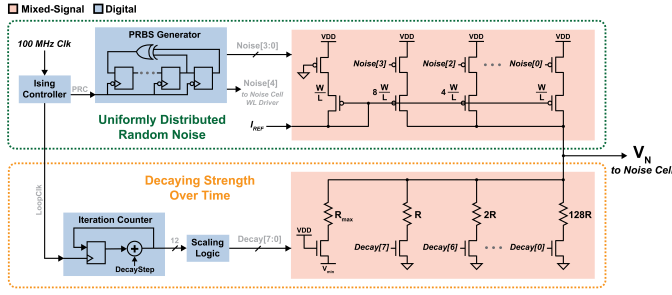 Mixed-Signal Digital
100 MHz Clk
PRBS Generator
Noise[3:0]
VDD VDD VDD VDD
Noise[3] Noise[2] Noise[0]
Ising Controller
PRC
Noise[4]
to Noise Cell WL Driver
W/L 8 W/L 4 W/L W/L
Uniformly Distributed
Random Noise
I_REF
V_N
to Noise Cell
Decaying Strength
Over Time
LoopClk
R_max R 2R 128R
Iteration Counter
12
Scaling Logic
Decay[7:0]
VDD
Decay[7] Decay[6] Decay[0]
DecayStep
V_min